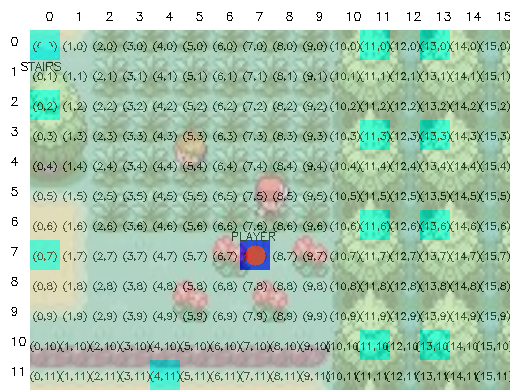 0 1 2 3 4 5 6 7 8 9 10 11 12 13 14 15
0 (1,0) (2,0) (3,0) (4,0) (5,0) (6,0) (7,0) (8,0) (9,0) (10,0) (11,0) (12,0) (13,0) (14,0) (15,0)
STAIRS
1 (0,1) (1,1) (2,1) (3,1) (4,1) (5,1) (6,1) (7,1) (8,1) (9,1) (10,1) (11,1) (12,1) (13,1) (14,1) (15,1)
2 (0,2) (1,2) (2,2) (3,2) (4,2) (5,2) (6,2) (7,2) (8,2) (9,2) (10,2) (11,2) (12,2) (13,2) (14,2) (15,2)
3 (0,3) (1,3) (2,3) (3,3) (4,3) (5,3) (6,3) (7,3) (8,3) (9,3) (10,3) (11,3) (12,3) (13,3) (14,3) (15,3)
4 (0,4) (1,4) (2,4) (3,4) (4,4) (5,4) (6,4) (7,4) (8,4) (9,4) (10,4) (11,4) (12,4) (13,4) (14,4) (15,4)
5 (0,5) (1,5) (2,5) (3,5) (4,5) (5,5) (6,5) (7,5) (8,5) (9,5) (10,5) (11,5) (12,5) (13,5) (14,5) (15,5)
6 (0,6) (1,6) (2,6) (3,6) (4,6) (5,6) (6,6) (7,6) (8,6) (9,6) (10,6) (11,6) (12,6) (13,6) (14,6) (15,6)
PLAYER
7 (0,7) (1,7) (2,7) (3,7) (4,7) (5,7) (6,7) (8,7) (9,7) (10,7) (11,7) (12,7) (13,7) (14,7) (15,7)
8 (0,8) (1,8) (2,8) (3,8) (4,8) (5,8) (6,8) (7,8) (8,8) (9,8) (10,8) (11,8) (12,8) (13,8) (14,8) (15,8)
9 (0,9) (1,9) (2,9) (3,9) (4,9) (5,9) (6,9) (7,9) (8,9) (9,9) (10,9) (11,9) (12,9) (13,9) (14,9) (15,9)
10 (0,10) (1,10) (2,10) (3,10) (4,10) (5,10) (6,10) (7,10) (8,10) (9,10) (10,10) (11,10) (12,10) (13,10) (14,10) (15,10)
11 (0,11) (1,11) (2,11) (3,11) (4,11) (5,11) (6,11) (7,11) (8,11) (9,11) (10,11) (11,11) (12,11) (13,11) (14,11) (15,11)